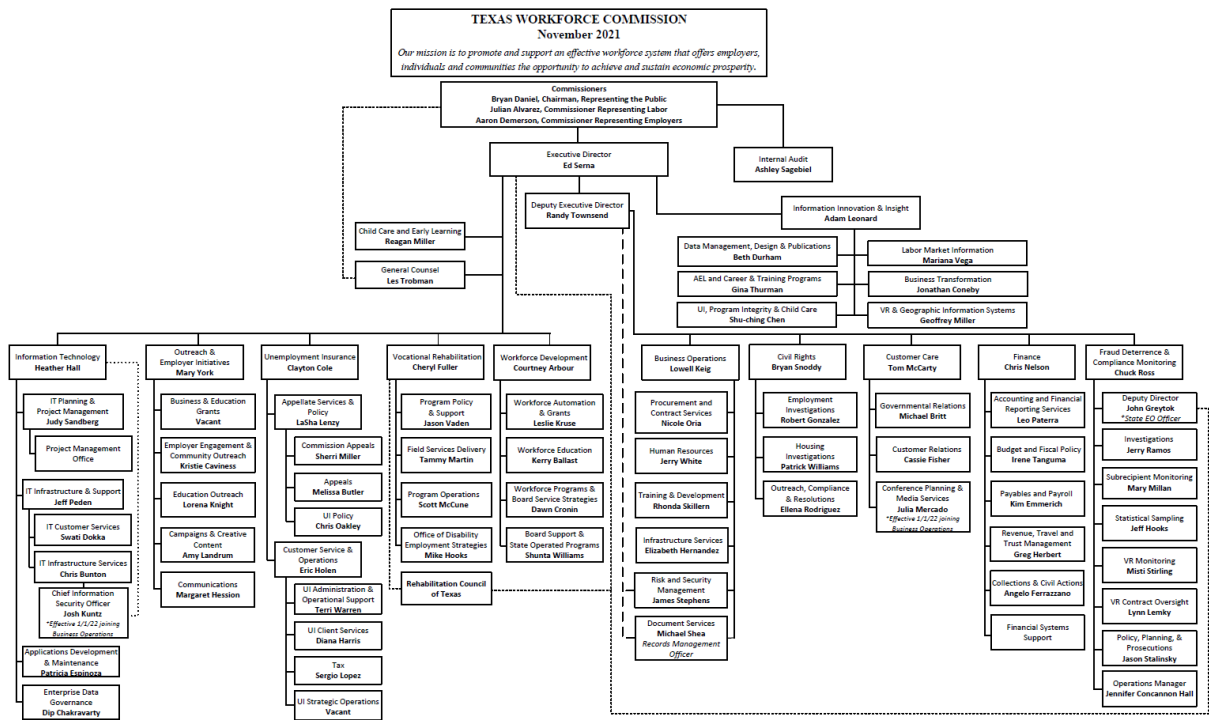 TEXAS WORKFORCE COMMISSION
November 2021
Our mission is to promote and support an effective workforce system that offers employers,
individuals and communities the opportunity to achieve and sustain economic prosperity.
Commissioners
Bryan Daniel, Chairman, Representing the Public
Julian Alvarez, Commissioner Representing Labor
Aaron Demerson, Commissioner Representing Employers
Executive Director
Ed Serna
Internal Audit
Ashley Sagebiel
Deputy Executive Director
Randy Townsend
Information Innovation & Insight
Adam Leonard
Child Care and Early Learning
Reagan Miller
General Counsel
Les Trobman
Data Management, Design & Publications
Beth Durham
Labor Market Information
Mariana Vega
AEL and Career & Training Programs
Gina Thurman
Business Transformation
Jonathan Coneby
UI, Program Integrity & Child Care
Shu-ching Chen
VR & Geographic Information Systems
Geoffrey Miller
Information Technology
Heather Hall
IT Planning &
Project Management
Judy Sandberg
Project Management
Office
IT Infrastructure & Support
Jeff Peden
IT Customer Services
Swati Dokka
IT Infrastructure Services
Chris Bunton
Chief Information
Security Officer
Josh Kuntz
*Effective 1/1/22 joining
Business Operations
Applications Development
& Maintenance
Patricia Espinoza
Enterprise Data
Governance
Dip Chakravarty
Outreach &
Employer Initiatives
Mary York
Business & Education
Grants
Vacant
Employer Engagement &
Community Outreach
Kristie Caviness
Education Outreach
Lorena Knight
Campaigns & Creative
Content
Amy Landrum
Communications
Margaret Hession
Unemployment Insurance
Clayton Cole
Appellate Services &
Policy
LaSha Lenzy
Commission Appeals
Sherri Miller
Appeals
Melissa Butler
UI Policy
Chris Oakley
Customer Service &
Operations
Eric Holen
UI Administration &
Operational Support
Terri Warren
UI Client Services
Diana Harris
Tax
Sergio Lopez
UI Strategic Operations
Vacant
Vocational Rehabilitation
Cheryl Fuller
Program Policy
& Support
Jason Vaden
Field Services Delivery
Tammy Martin
Program Operations
Scott McCune
Office of Disability
Employment Strategies
Mike Hooks
Rehabilitation Council
of Texas
Workforce Development
Courtney Arbour
Workforce Automation
& Grants
Leslie Kruse
Workforce Education
Kerry Ballast
Workforce Programs &
Board Service Strategies
Dawn Cronin
Board Support &
State Operated Programs
Shunta Williams
Business Operations
Lowell Keig
Procurement and
Contract Services
Nicole Oria
Human Resources
Jerry White
Training & Development
Rhonda Skillern
Infrastructure Services
Elizabeth Hernandez
Risk and Security
Management
James Stephens
Document Services
Michael Shea
Records Management
Officer
Civil Rights
Bryan Snoddy
Employment
Investigations
Robert Gonzalez
Housing
Investigations
Patrick Williams
Outreach, Compliance
& Resolutions
Ellena Rodriguez
Customer Care
Tom McCarty
Governmental Relations
Michael Britt
Customer Relations
Cassie Fisher
Conference Planning &
Media Services
Julia Mercado
*Effective 1/1/22 joining
Business Operations
Finance
Chris Nelson
Accounting and Financial
Reporting Services
Leo Paterra
Budget and Fiscal Policy
Irene Tanguma
Payables and Payroll
Kim Emmerich
Revenue, Travel and
Trust Management
Greg Herbert
Collections & Civil Actions
Angelo Ferrazzano
Financial Systems
Support
Fraud Deterrence &
Compliance Monitoring
Chuck Ross
Deputy Director
John Greytok
*State EO Officer
Investigations
Jerry Ramos
Subrecipient Monitoring
Mary Millan
Statistical Sampling
Jeff Hooks
VR Monitoring
Misti Stirling
VR Contract Oversight
Lynn Lemky
Policy, Planning, &
Prosecutions
Jason Stalinsky
Operations Manager
Jennifer Concannon Hall